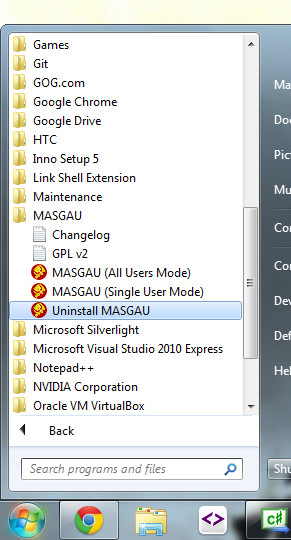 Games
Git
GOG.com
Google Chrome
Google Drive
HTC
Inno Setup 5
Link Shell Extension
Maintenance
MASGAU
Changelog
GPL v2
MASGAU (All Users Mode)
MASGAU (Single User Mode)
Uninstall MASGAU
Microsoft Silverlight
Microsoft Visual Studio 2010 Express
Notepad++
NVIDIA Corporation
Oracle VM VirtualBox
Back
Search programs and files
Ma
Doc
Pict
Mu
Cor
Cor
Dev
Def
Hel
Shu
<>
C#